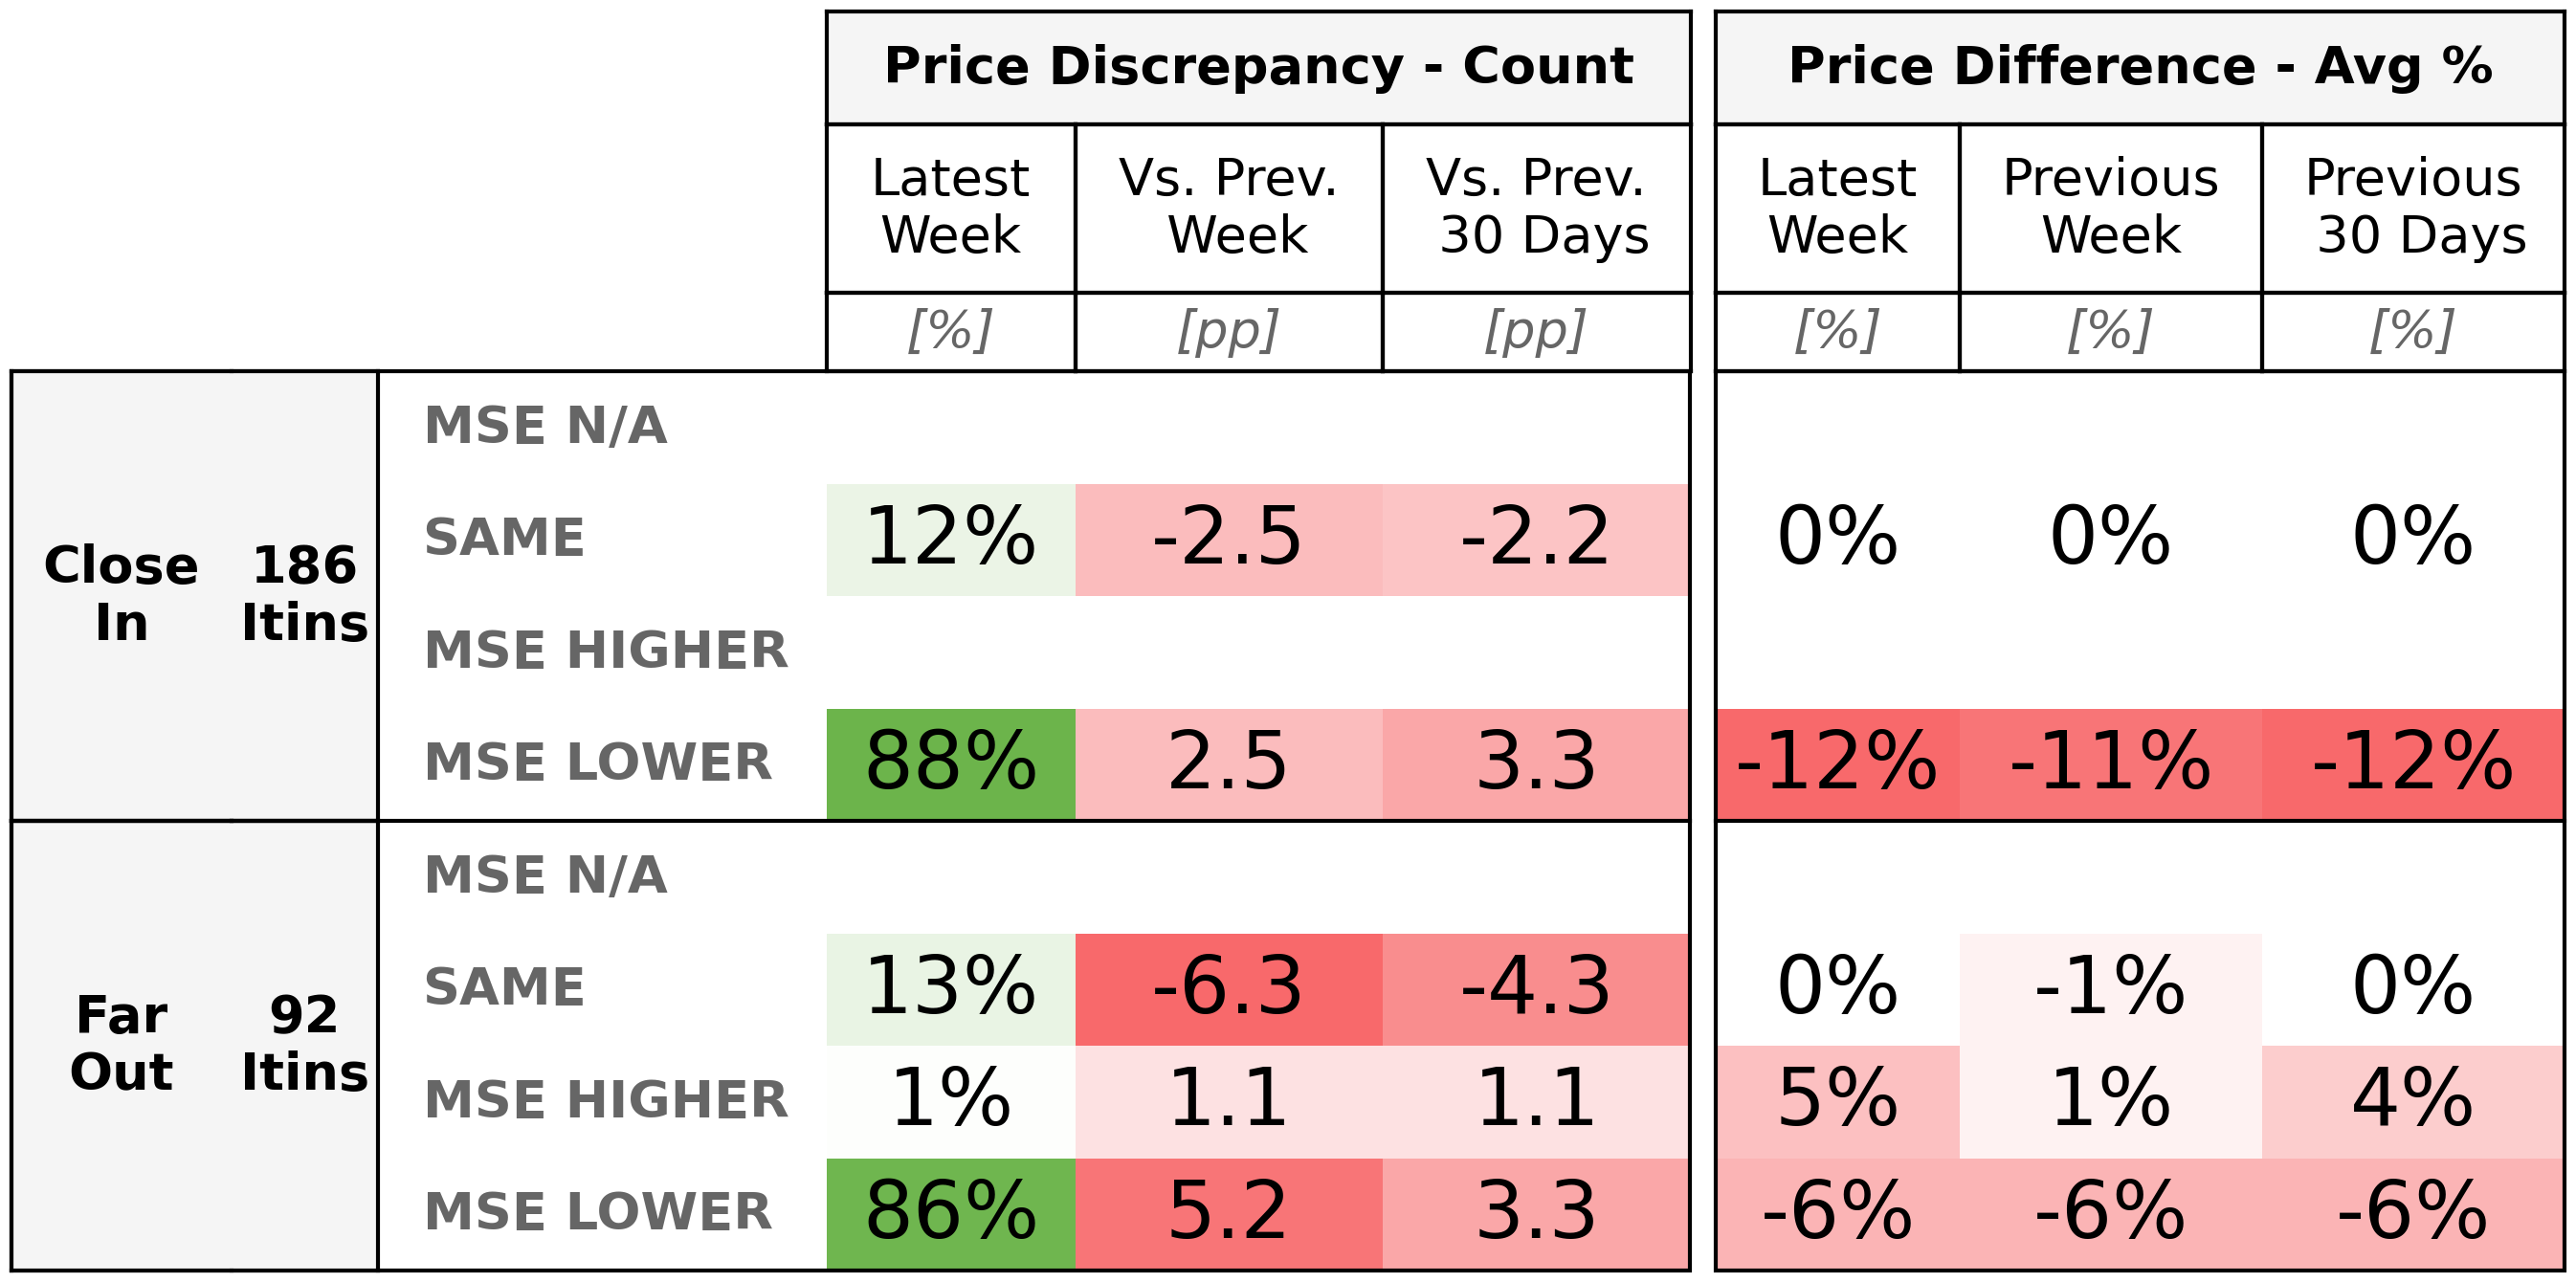 Price Discrepancy - Count
Price Difference - Avg %
Latest Week
Vs. Prev. Week
Vs. Prev. 30 Days
Latest Week
Previous Week
Previous 30 Days
[%] [pp] [pp] [%] [%] [%]
Close In
186 Itins
MSE N/A
SAME 12% -2.5 -2.2 0% 0% 0%
MSE HIGHER
MSE LOWER 88% 2.5 3.3 -12% -11% -12%
Far Out
92 Itins
MSE N/A
SAME 13% -6.3 -4.3 0% -1% 0%
MSE HIGHER 1% 1.1 1.1 5% 1% 4%
MSE LOWER 86% 5.2 3.3 -6% -6% -6%